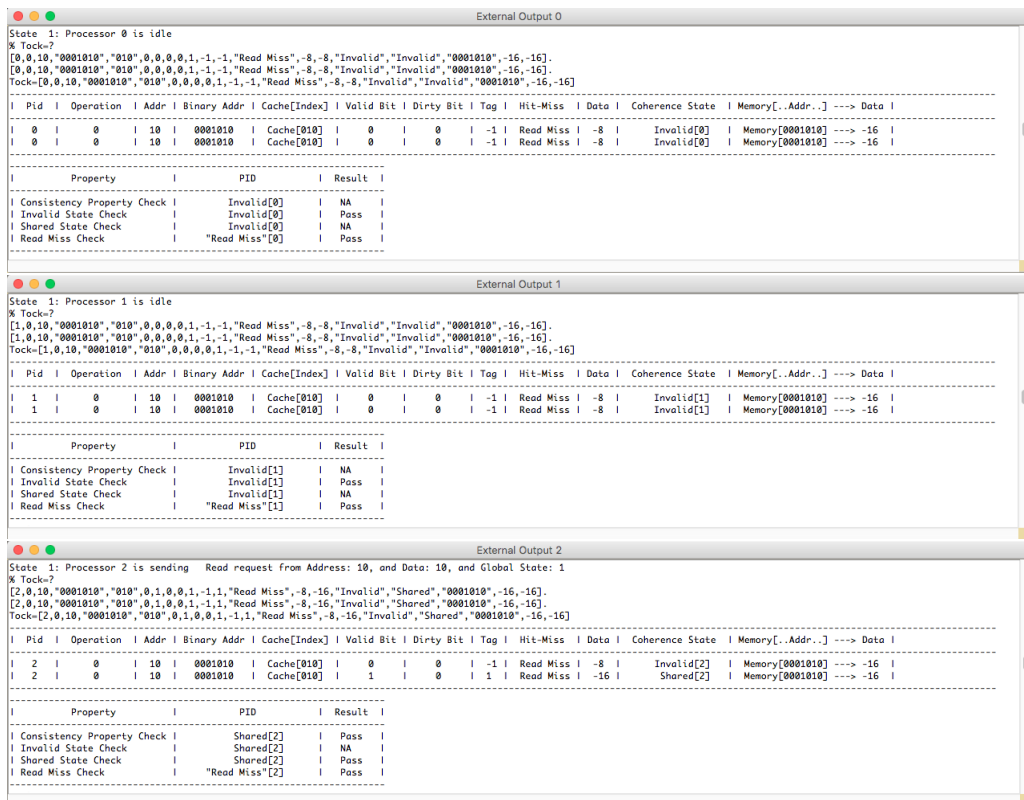 External Output 0
State  1: Processor 0 is idle
% Tock=?
[0,0,10,"0001010","010",0,0,0,0,1,-1,-1,"Read Miss",-8,-8,"Invalid","Invalid","0001010",-16,-16].
[0,0,10,"0001010","010",0,0,0,0,1,-1,-1,"Read Miss",-8,-8,"Invalid","Invalid","0001010",-16,-16].
Tock=[0,0,10,"0001010","010",0,0,0,0,1,-1,-1,"Read Miss",-8,-8,"Invalid","Invalid","0001010",-16,-16]
| Pid | Operation | Addr | Binary Addr | Cache[Index] | Valid Bit | Dirty Bit | Tag | Hit-Miss | Data | Coherence State | Memory[..Addr..] ---> Data |
| 0 | 0 | 10 | 0001010 | Cache[010] | 0 | 0 | -1 | Read Miss | -8 | Invalid[0] | Memory[0001010] ---> -16 |
| 0 | 0 | 10 | 0001010 | Cache[010] | 0 | 0 | -1 | Read Miss | -8 | Invalid[0] | Memory[0001010] ---> -16 |
| Property | PID | Result |
| Consistency Property Check | Invalid[0] | NA |
| Invalid State Check | Invalid[0] | Pass |
| Shared State Check | Invalid[0] | NA |
| Read Miss Check | "Read Miss"[0] | Pass |
External Output 1
State  1: Processor 1 is idle
% Tock=?
[1,0,10,"0001010","010",0,0,0,0,1,-1,-1,"Read Miss",-8,-8,"Invalid","Invalid","0001010",-16,-16].
[1,0,10,"0001010","010",0,0,0,0,1,-1,-1,"Read Miss",-8,-8,"Invalid","Invalid","0001010",-16,-16].
Tock=[1,0,10,"0001010","010",0,0,0,0,1,-1,-1,"Read Miss",-8,-8,"Invalid","Invalid","0001010",-16,-16]
| Pid | Operation | Addr | Binary Addr | Cache[Index] | Valid Bit | Dirty Bit | Tag | Hit-Miss | Data | Coherence State | Memory[..Addr..] ---> Data |
| 1 | 0 | 10 | 0001010 | Cache[010] | 0 | 0 | -1 | Read Miss | -8 | Invalid[1] | Memory[0001010] ---> -16 |
| 1 | 0 | 10 | 0001010 | Cache[010] | 0 | 0 | -1 | Read Miss | -8 | Invalid[1] | Memory[0001010] ---> -16 |
| Property | PID | Result |
| Consistency Property Check | Invalid[1] | NA |
| Invalid State Check | Invalid[1] | Pass |
| Shared State Check | Invalid[1] | NA |
| Read Miss Check | "Read Miss"[1] | Pass |
External Output 2
State  1: Processor 2 is sending   Read request from Address: 10, and Data: 10, and Global State: 1
% Tock=?
[2,0,10,"0001010","010",0,1,0,0,1,-1,1,"Read Miss",-8,-16,"Invalid","Shared","0001010",-16,-16].
[2,0,10,"0001010","010",0,1,0,0,1,-1,1,"Read Miss",-8,-16,"Invalid","Shared","0001010",-16,-16].
Tock=[2,0,10,"0001010","010",0,1,0,0,1,-1,1,"Read Miss",-8,-16,"Invalid","Shared","0001010",-16,-16]
| Pid | Operation | Addr | Binary Addr | Cache[Index] | Valid Bit | Dirty Bit | Tag | Hit-Miss | Data | Coherence State | Memory[..Addr..] ---> Data |
| 2 | 0 | 10 | 0001010 | Cache[010] | 0 | 0 | -1 | Read Miss | -8 | Invalid[2] | Memory[0001010] ---> -16 |
| 2 | 0 | 10 | 0001010 | Cache[010] | 1 | 0 | 1 | Read Miss | -16 | Shared[2] | Memory[0001010] ---> -16 |
| Property | PID | Result |
| Consistency Property Check | Shared[2] | Pass |
| Invalid State Check | Shared[2] | NA |
| Shared State Check | Shared[2] | Pass |
| Read Miss Check | "Read Miss"[2] | Pass |